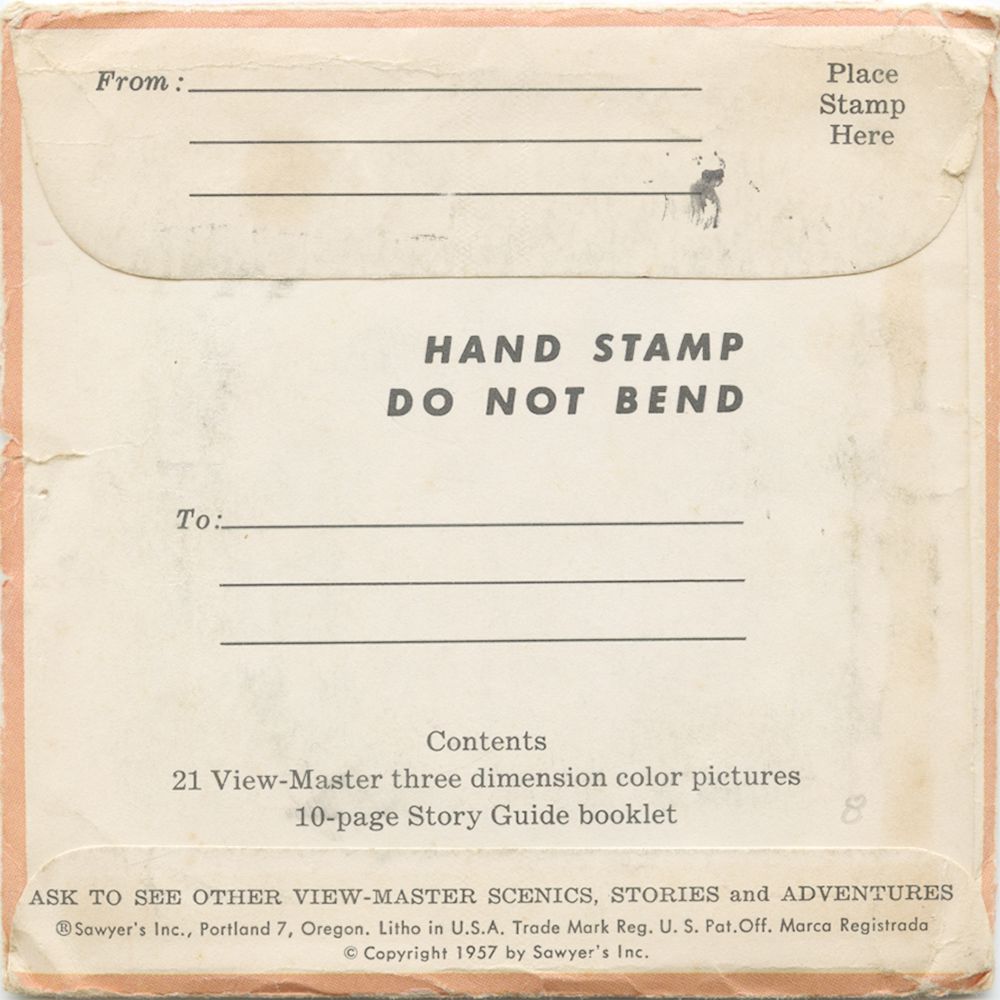 From:
Place
Stamp
Here
HAND STAMP
DO NOT BEND
To:
Contents
21 View-Master three dimension color pictures
10-page Story Guide booklet
8
ASK TO SEE OTHER VIEW-MASTER SCENICS, STORIES and ADVENTURES
®Sawyer's Inc., Portland 7, Oregon. Litho in U.S.A. Trade Mark Reg. U. S. Pat.Off. Marca Registrada
© Copyright 1957 by Sawyer's Inc.